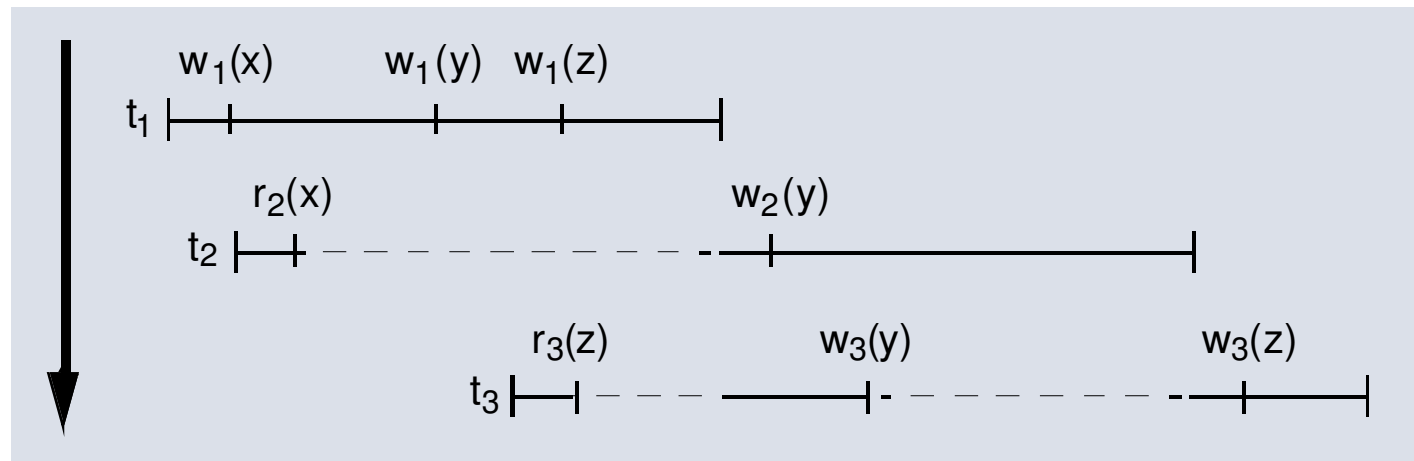 w₁(x) w₁(y) w₁(z)
t₁
r₂(x) w₂(y)
t₂
r₃(z) w₃(y) w₃(z)
t₃